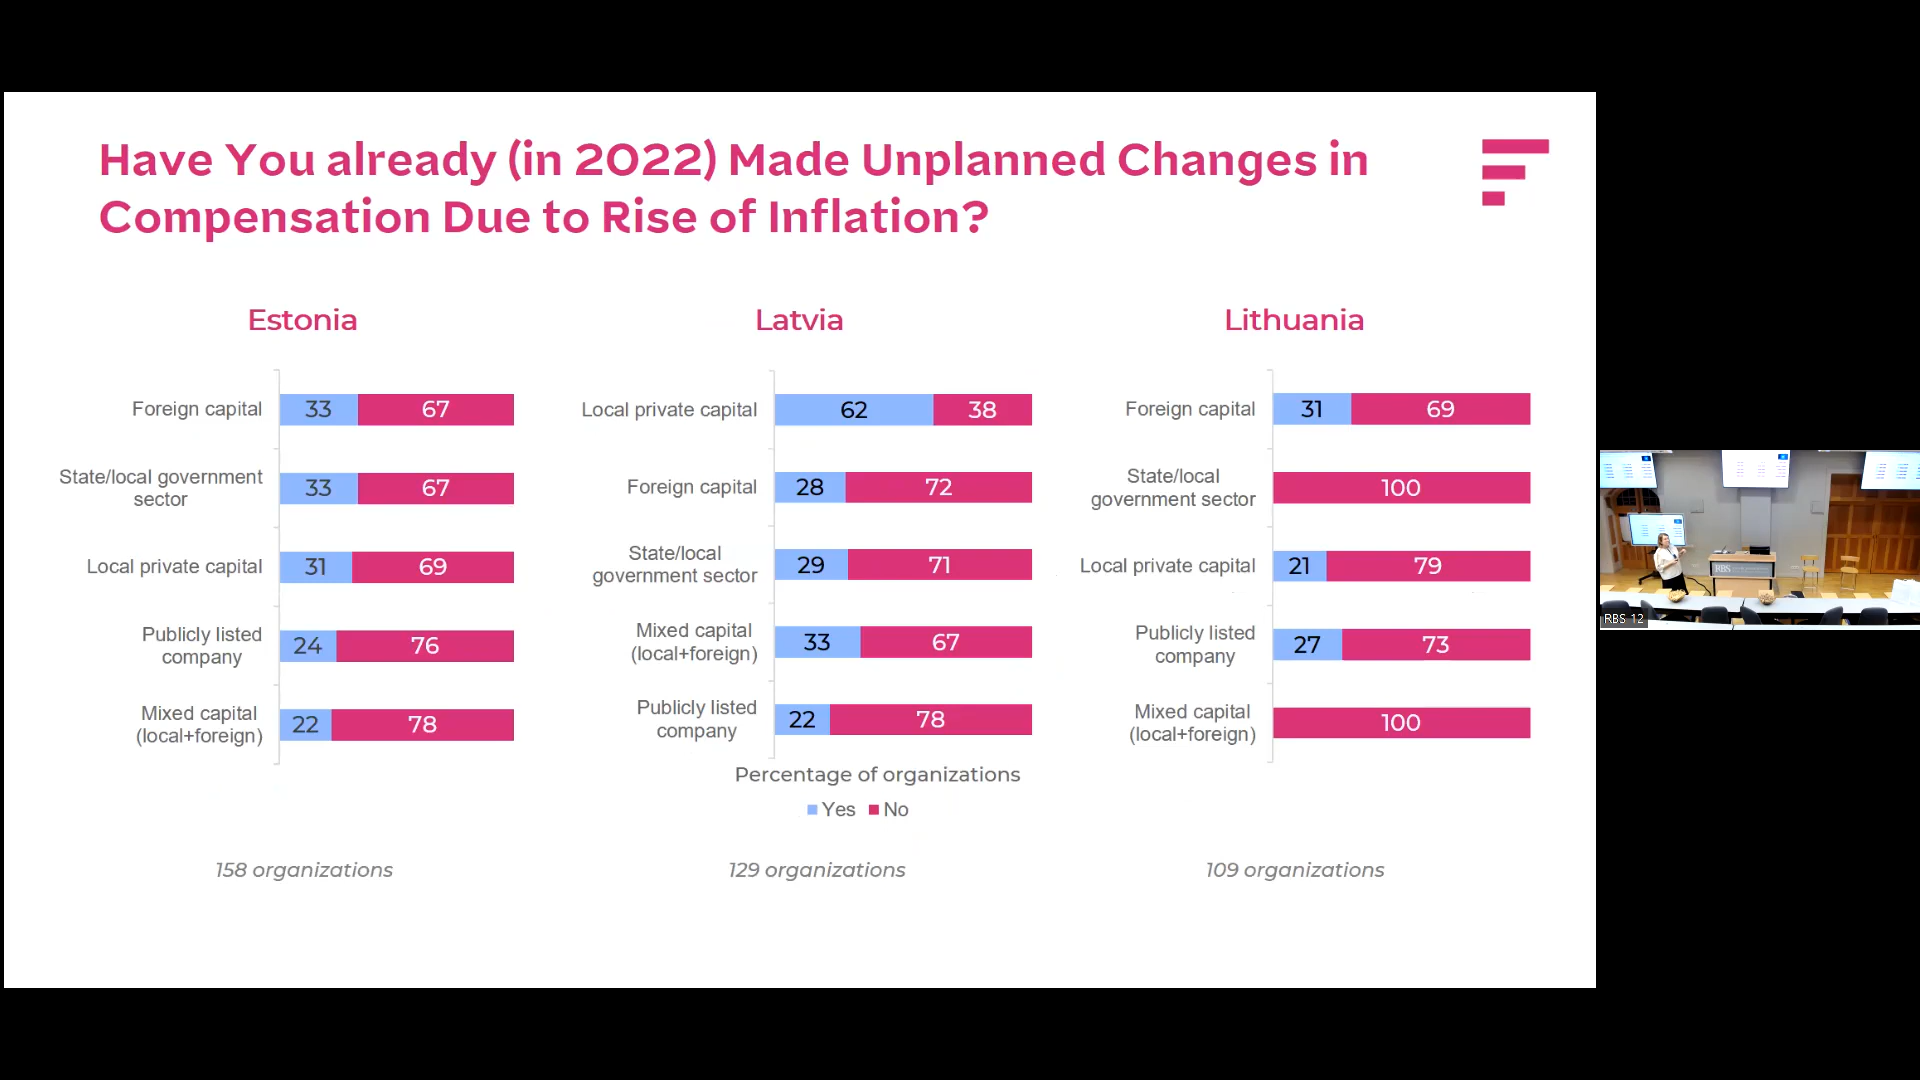 Have You already (in 2022) Made Unplanned Changes in
Compensation Due to Rise of Inflation?
Estonia
Foreign capital
33
67
State/local government
sector
33
67
Local private capital
31
69
Publicly listed
company
24
76
Mixed capital
(local+foreign)
22
78
158 organizations
Latvia
Local private capital
62
38
Foreign capital
28
72
State/local
government sector
29
71
Mixed capital
(local+foreign)
33
67
Publicly listed
company
22
78
Percentage of organizations
Yes No
129 organizations
Lithuania
Foreign capital
31
69
State/local
government sector
100
Local private capital
21
79
Publicly listed
company
27
73
Mixed capital
(local+foreign)
100
109 organizations
RBS
RBS 12